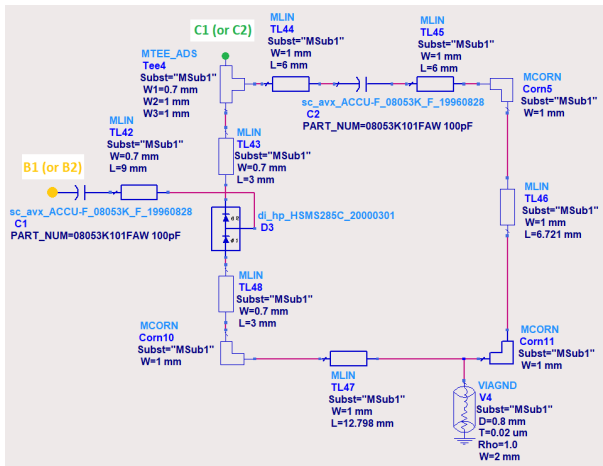 C1 (or C2)
MTEE_ADS
Tee4
Subst="MSub1"
W1=0.7 mm
W2=1 mm
W3=1 mm
MLIN
TL44
Subst="MSub1"
W=1 mm
L=6 mm
MLIN
TL45
Subst="MSub1"
W=1 mm
L=6 mm
sc_avx_ACCU-F_08053K_F_19960828
C2
PART_NUM=08053K101FAW 100pF
MCORN
Corn5
Subst="MSub1"
W=1 mm
MLIN
TL42
Subst="MSub1"
W=0.7 mm
L=9 mm
MLIN
TL43
Subst="MSub1"
W=0.7 mm
L=3 mm
B1 (or B2)
sc_avx_ACCU-F_08053K_F_19960828
C1
PART_NUM=08053K101FAW 100pF
di_hp_HSMS285C_20000301
D3
MLIN
TL46
Subst="MSub1"
W=1 mm
L=6.721 mm
MLIN
TL48
Subst="MSub1"
W=0.7 mm
L=3 mm
MCORN
Corn10
Subst="MSub1"
W=1 mm
MCORN
Corn11
Subst="MSub1"
W=1 mm
MLIN
TL47
Subst="MSub1"
W=1 mm
L=12.798 mm
VIAGND
V4
Subst="MSub1"
D=0.8 mm
T=0.02 um
Rho=1.0
W=2 mm